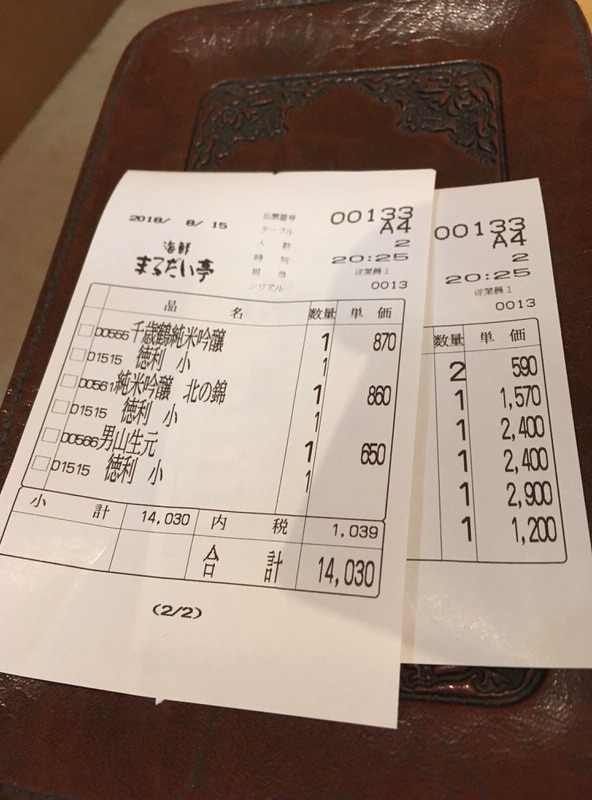 2018/ 8/15
海鮮
まるだい亭
伝票番号 00133
テーブル A4
人数 2
時刻 20:25
担当 従業員1
シリアル 0013
品名 数量 単価
D0555 千歳鶴純米吟醸 1 870
D1515 徳利 小 1
D0561 純米吟醸 北の錦 1 860
D1515 徳利 小 1
D0566 男山生元 1 650
D1515 徳利 小 1
小計 14,030 内税 1,039
合計 14,030
(2/2)
00133
A4
2
20:25
従業員1
0013
数量 単価
2 590
1 1,570
1 2,400
1 2,400
1 2,900
1 1,200